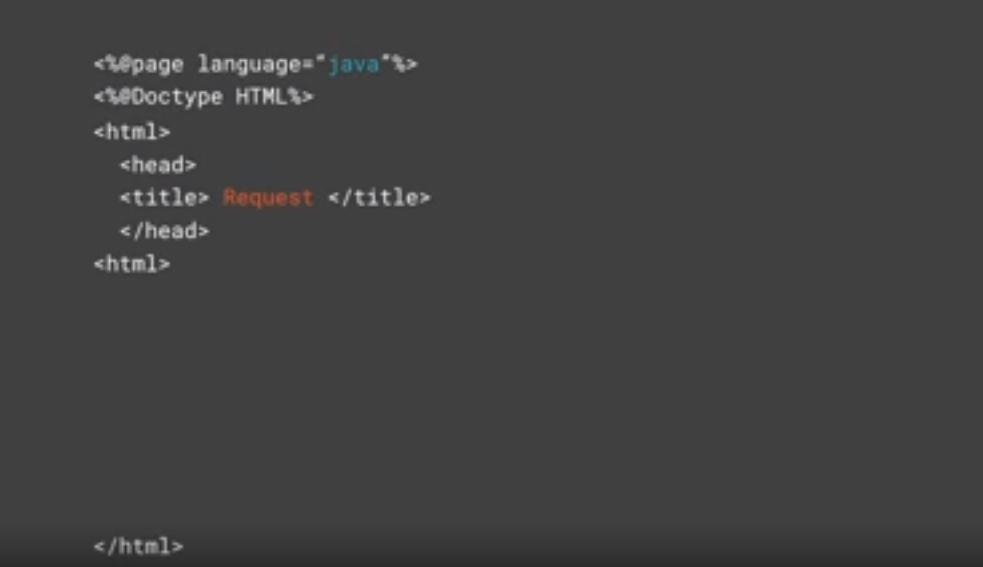 <%@page language="java"%>
<%@Doctype HTML%>
<html>
<head>
<title> Request </title>
</head>
<html>
</html>